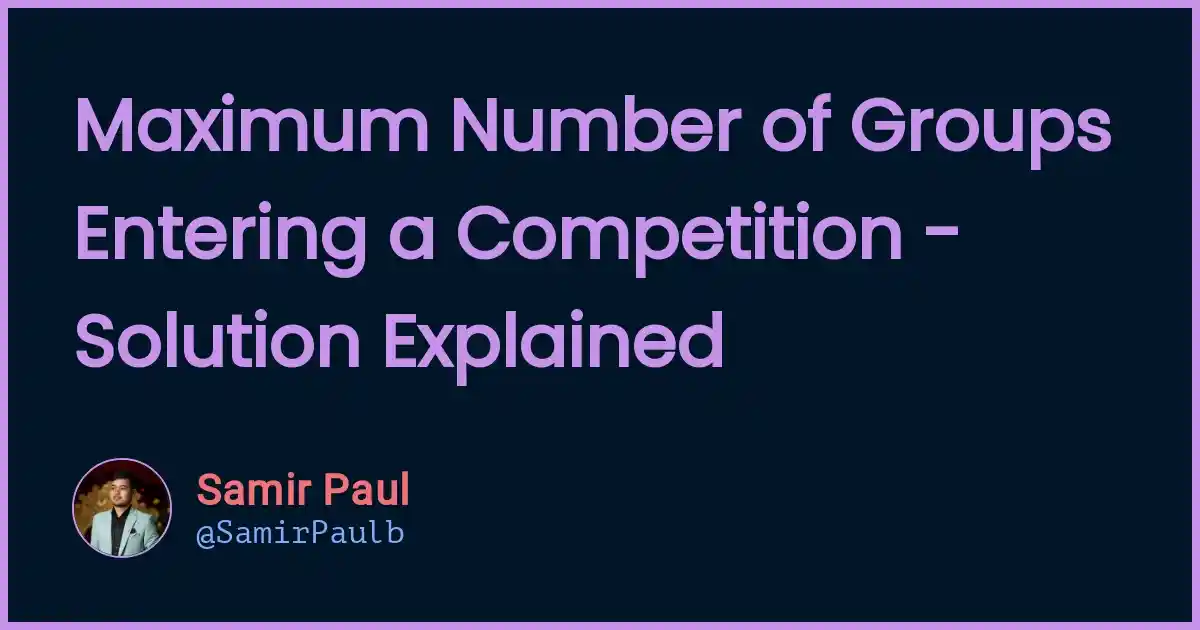 Maximum Number of Groups
Entering a Competition -
Solution Explained
Samir Paul
@SamirPaulb